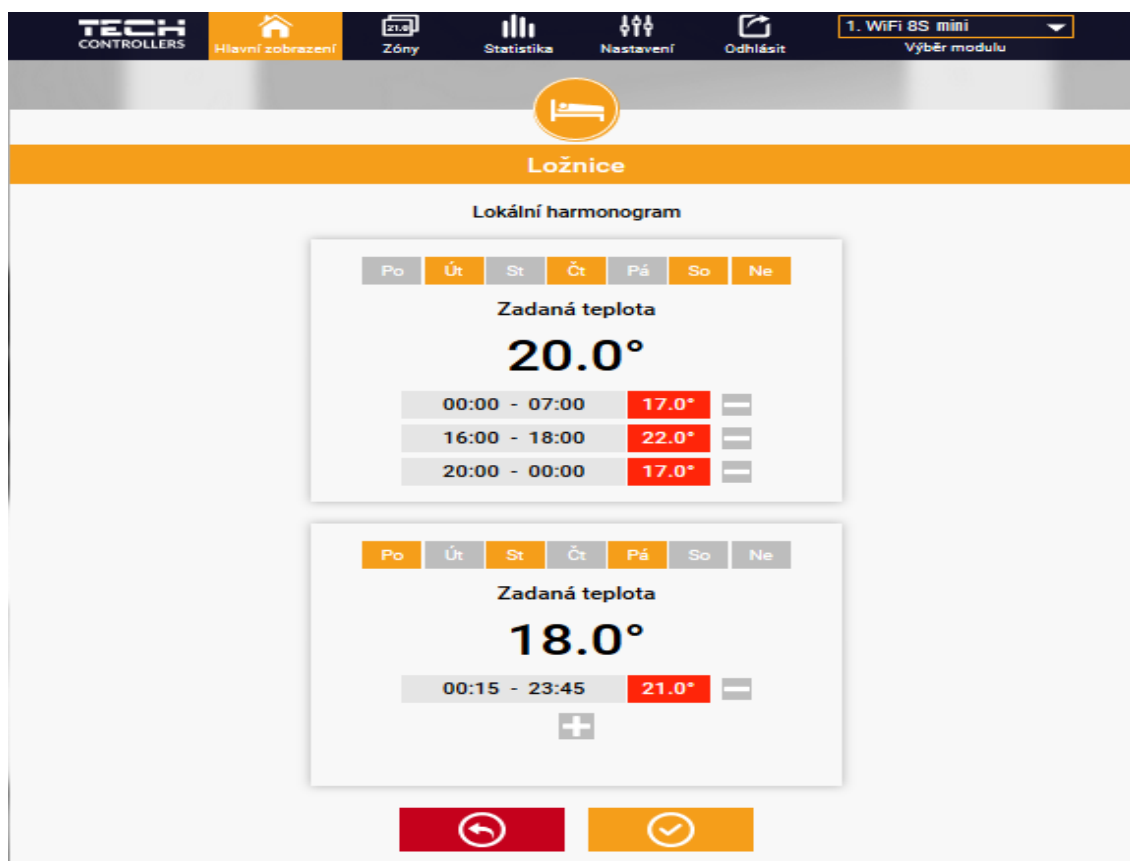 TECH
CONTROLLERS
Hlavní zobrazení
21.0
Zóny
Statistika
Nastavení
Odhlásit
1. WiFi 8S mini
Výběr modulu
Ložnice
Lokální harmonogram
Po Út St Čt Pá So Ne
Zadaná teplota
20.0°
00:00 - 07:00 17.0°
16:00 - 18:00 22.0°
20:00 - 00:00 17.0°
Po Út St Čt Pá So Ne
Zadaná teplota
18.0°
00:15 - 23:45 21.0°